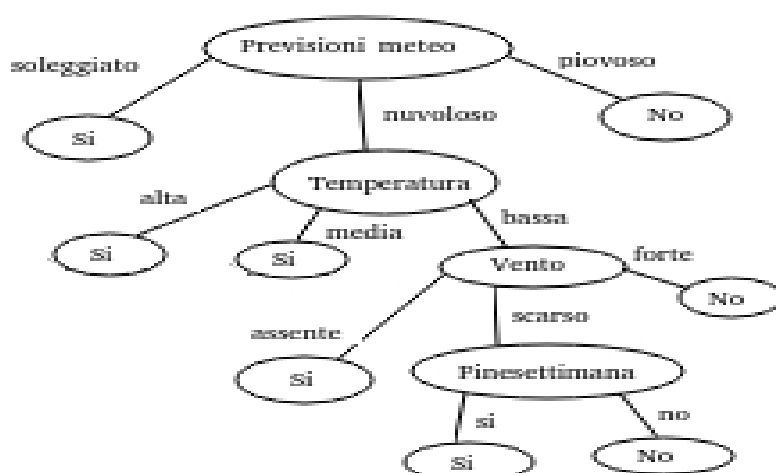 Previsioni meteo
soleggiato
piovoso
Si
nuvoloso
No
Temperatura
alta
media
bassa
Si
Si
Vento
forte
No
assente
scarso
Si
Finesettimana
si
no
Si
No